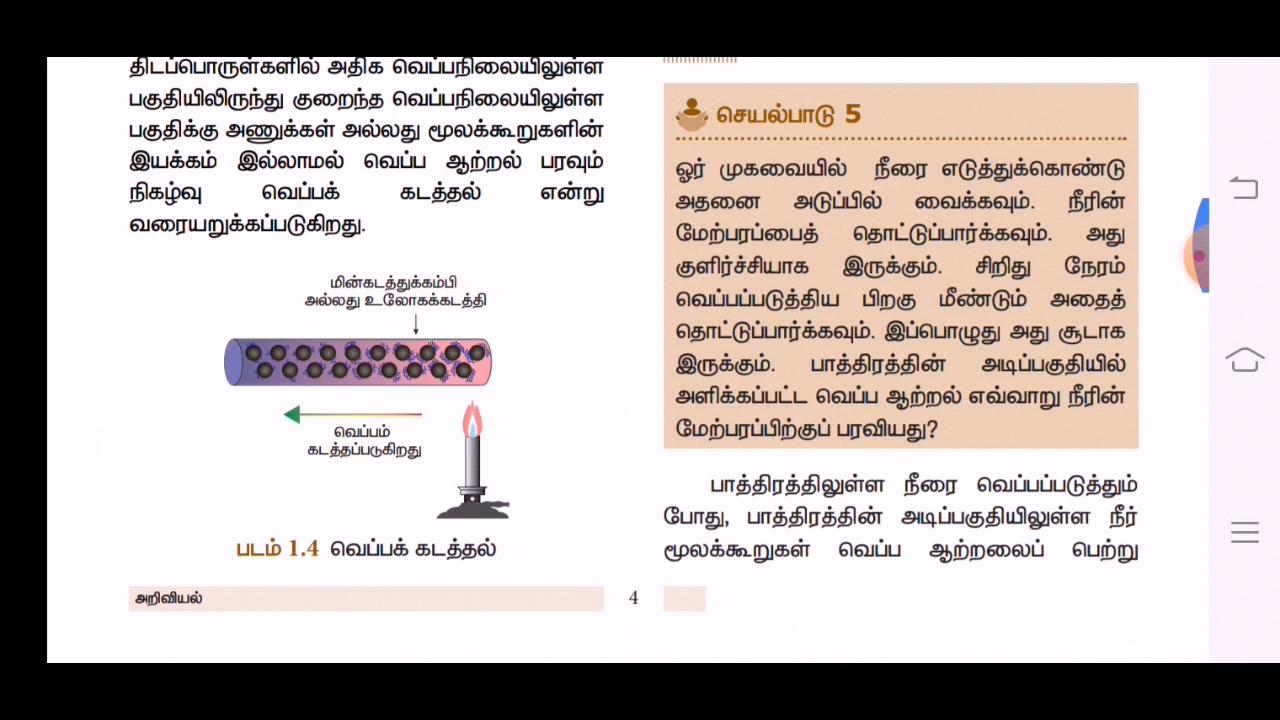 திடப்பொருள்களில் அதிக வெப்பநிலையிலுள்ள
பகுதியிலிருந்து குறைந்த வெப்பநிலையிலுள்ள
பகுதிக்கு அணுக்கள் அல்லது மூலக்கூறுகளின்
இயக்கம் இல்லாமல் வெப்ப ஆற்றல் பரவும்
நிகழ்வு வெப்பக் கடத்தல் என்று
வரையறுக்கப்படுகிறது.
மின்கடத்துக்கம்பி
அல்லது உலோகக்கடத்தி
வெப்பம்
கடத்தப்படுகிறது
படம் 1.4 வெப்பக் கடத்தல்
செயல்பாடு 5
ஓர் முகவையில் நீரை எடுத்துக்கொண்டு
அதனை அடுப்பில் வைக்கவும். நீரின்
மேற்பரப்பைத் தொட்டுப்பார்க்கவும். அது
குளிர்ச்சியாக இருக்கும். சிறிது நேரம்
வெப்பப்படுத்திய பிறகு மீண்டும் அதைத்
தொட்டுப்பார்க்கவும். இப்பொழுது அது சூடாக
இருக்கும். பாத்திரத்தின் அடிப்பகுதியில்
அளிக்கப்பட்ட வெப்ப ஆற்றல் எவ்வாறு நீரின்
மேற்பரப்பிற்குப் பரவியது?
பாத்திரத்திலுள்ள நீரை வெப்பப்படுத்தும்
போது, பாத்திரத்தின் அடிப்பகுதியிலுள்ள நீர்
மூலக்கூறுகள் வெப்ப ஆற்றலைப் பெற்று
அறிவியல்
4